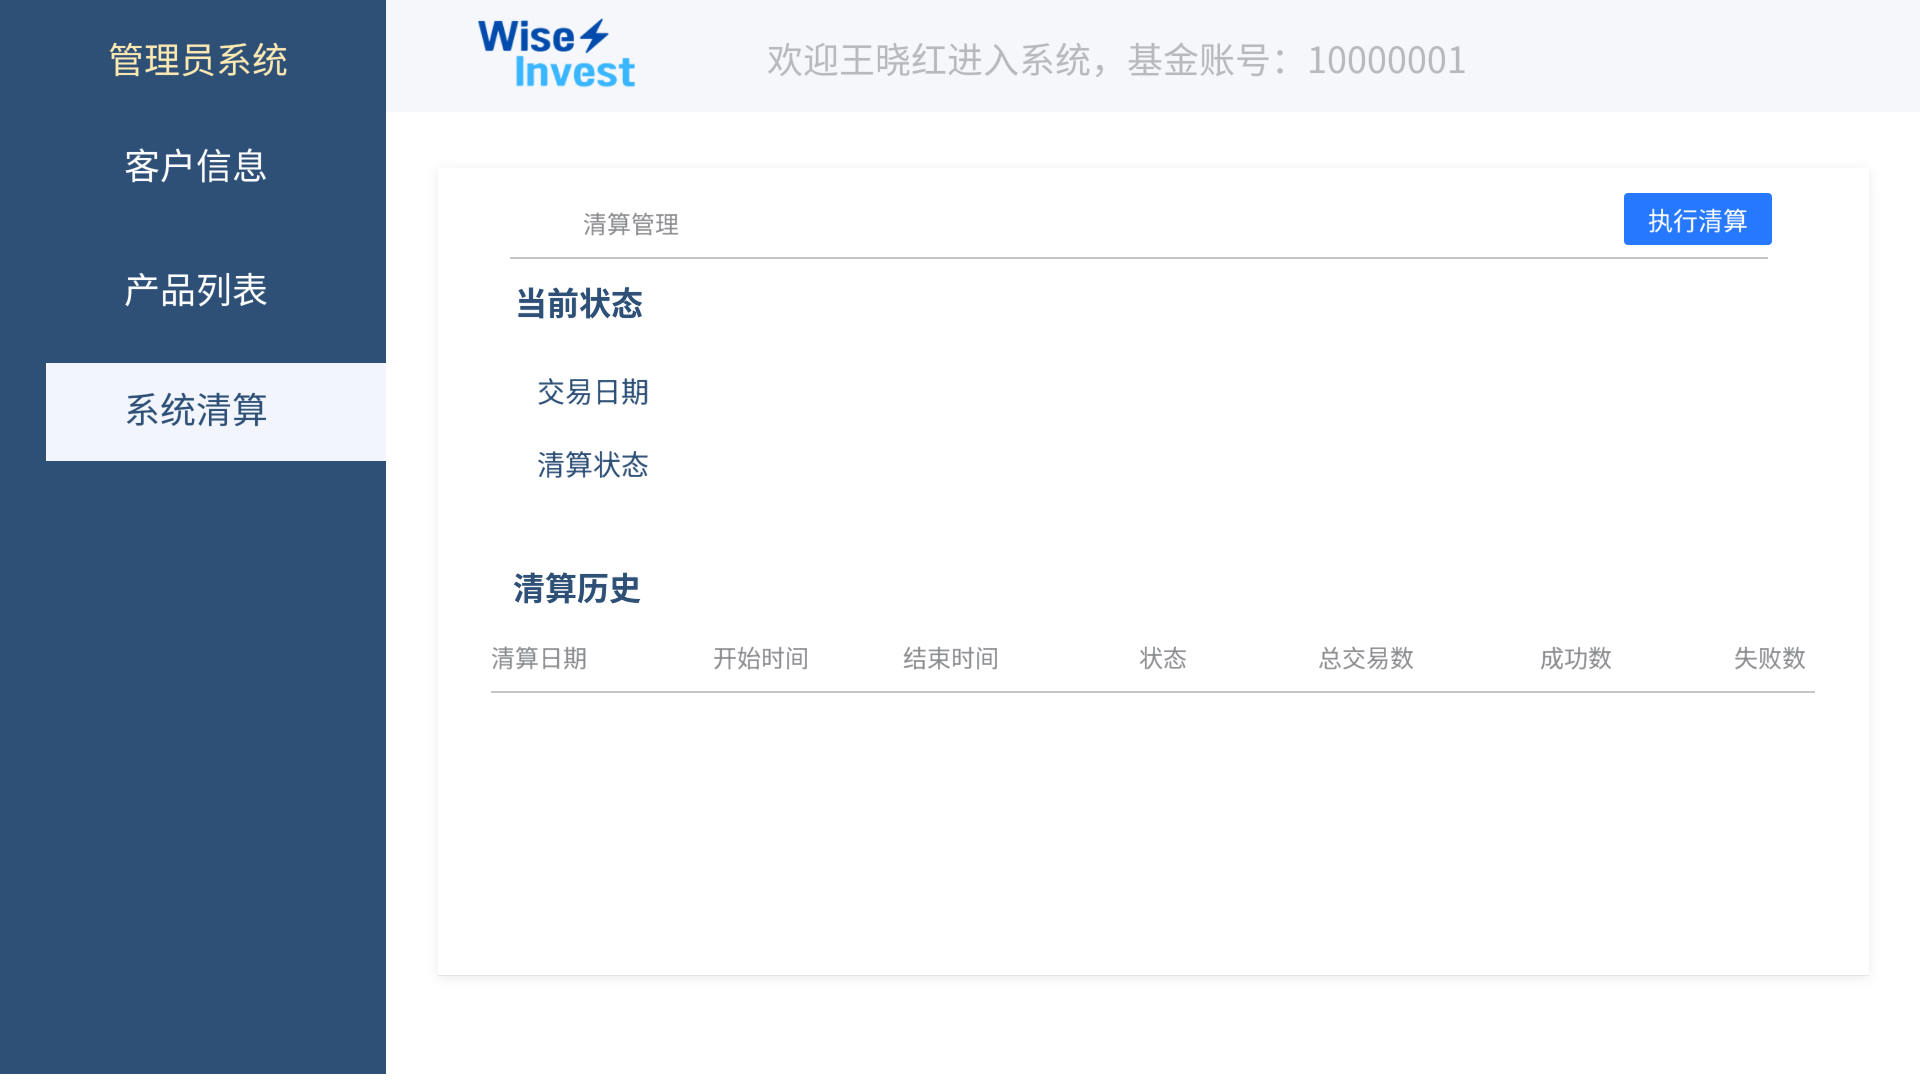 管理员系统
客户信息
产品列表
系统清算
Wise
Invest
欢迎王晓红进入系统，基金账号：10000001
清算管理
执行清算
当前状态
交易日期
清算状态
清算历史
清算日期 开始时间 结束时间 状态 总交易数 成功数 失败数